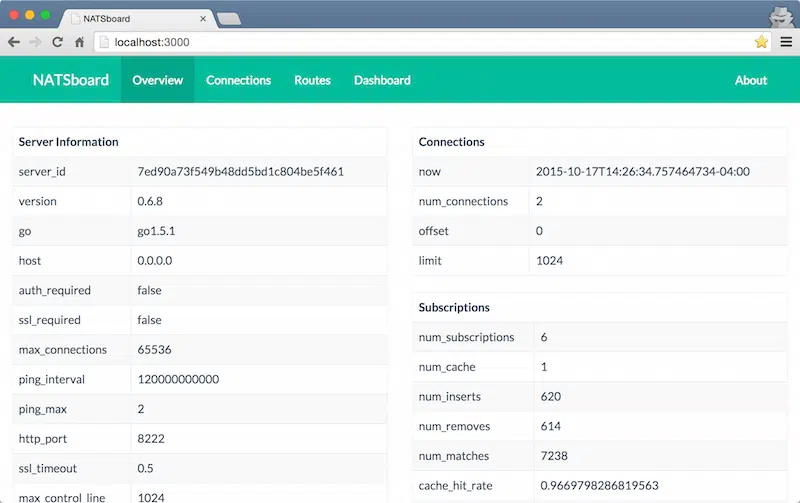 NATSboard
localhost:3000
NATSboard Overview Connections Routes Dashboard About
Server Information
server_id 7ed90a73f549b48dd5bd1c804be5f461
version 0.6.8
go go1.5.1
host 0.0.0.0
auth_required false
ssl_required false
max_connections 65536
ping_interval 120000000000
ping_max 2
http_port 8222
ssl_timeout 0.5
max_control_line 1024
Connections
now 2015-10-17T14:26:34.757464734-04:00
num_connections 2
offset 0
limit 1024
Subscriptions
num_subscriptions 6
num_cache 1
num_inserts 620
num_removes 614
num_matches 7238
cache_hit_rate 0.9669798286819563